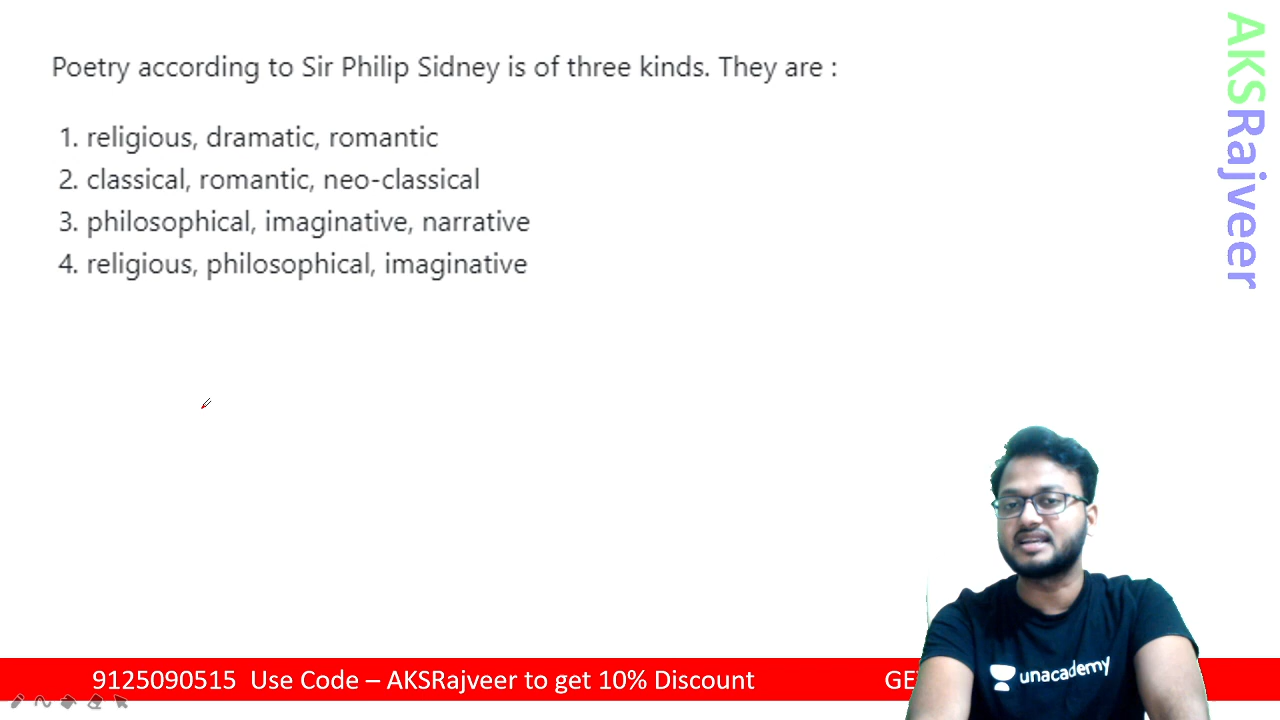 Poetry according to Sir Philip Sidney is of three kinds. They are :
1. religious, dramatic, romantic
2. classical, romantic, neo-classical
3. philosophical, imaginative, narrative
4. religious, philosophical, imaginative
AKSRajveer
unacademy
9125090515 Use Code – AKSRajveer to get 10% Discount
GE